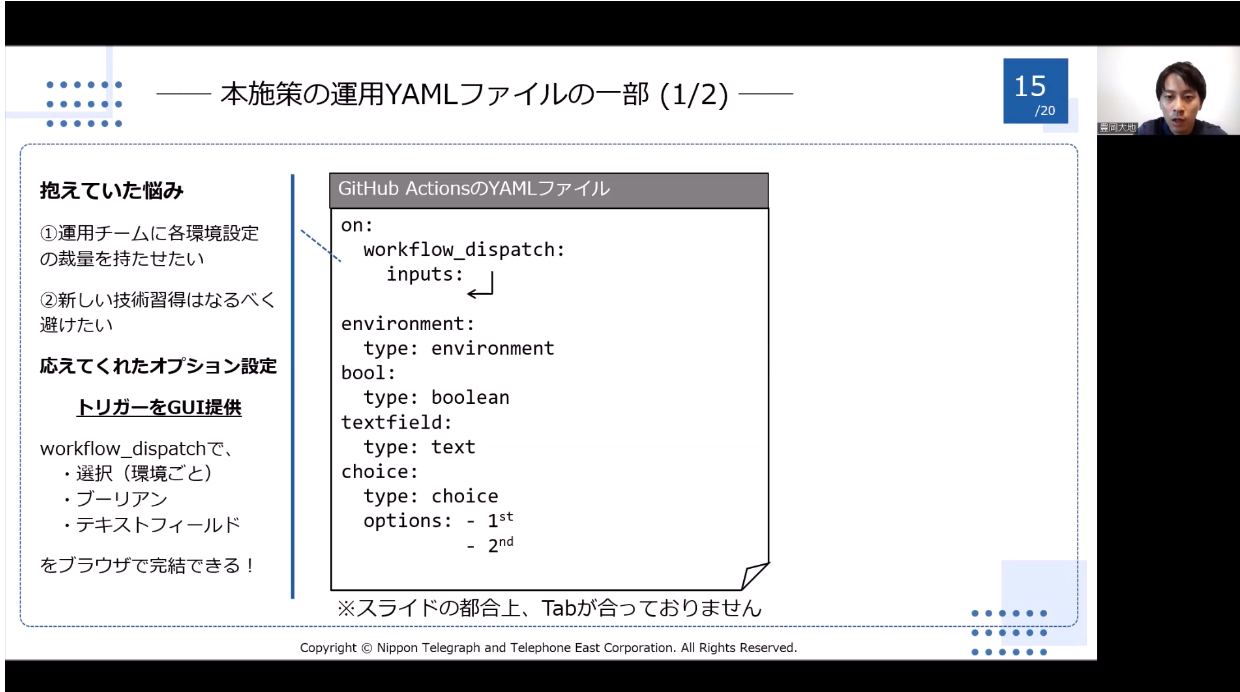 本施策の運用YAMLファイルの一部 (1/2)
15
/20
豊岡大地
抱えていた悩み
①運用チームに各環境設定
の裁量を持たせたい
②新しい技術習得はなるべく
避けたい
応えてくれたオプション設定
トリガーをGUI提供
workflow_dispatchで、
・選択（環境ごと）
・ブーリアン
・テキストフィールド
をブラウザで完結できる！
GitHub ActionsのYAMLファイル
on:
workflow_dispatch:
inputs:
environment:
type: environment
bool:
type: boolean
textfield:
type: text
choice:
type: choice
options: - 1st
- 2nd
※スライドの都合上、Tabが合っておりません
Copyright © Nippon Telegraph and Telephone East Corporation. All Rights Reserved.